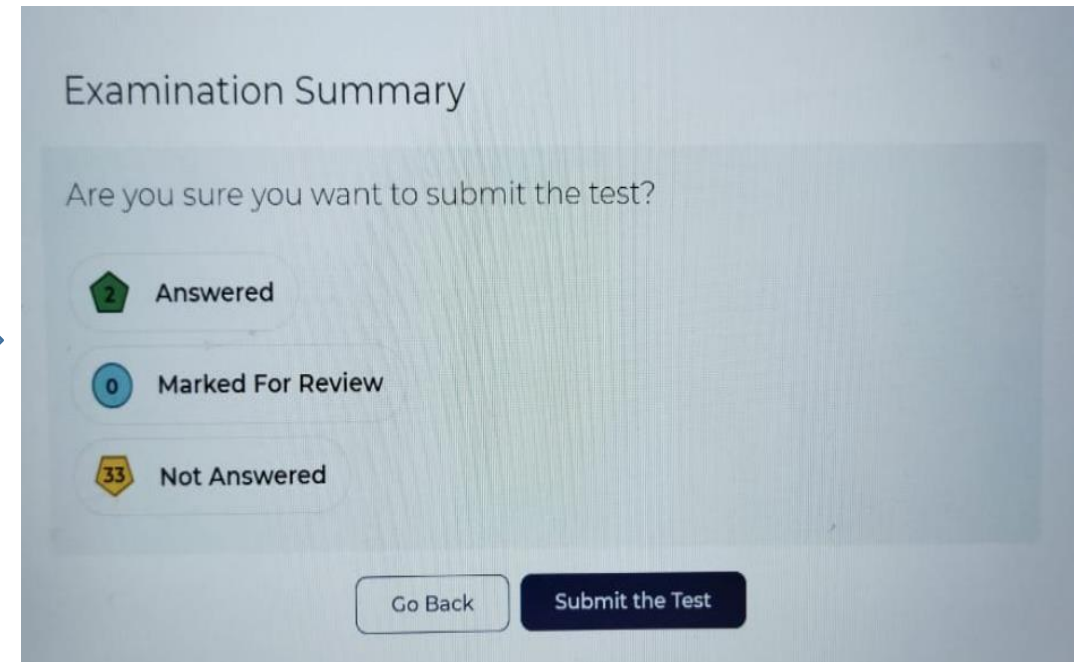 Examination Summary
Are you sure you want to submit the test?
2 Answered
0 Marked For Review
33 Not Answered
Go Back Submit the Test